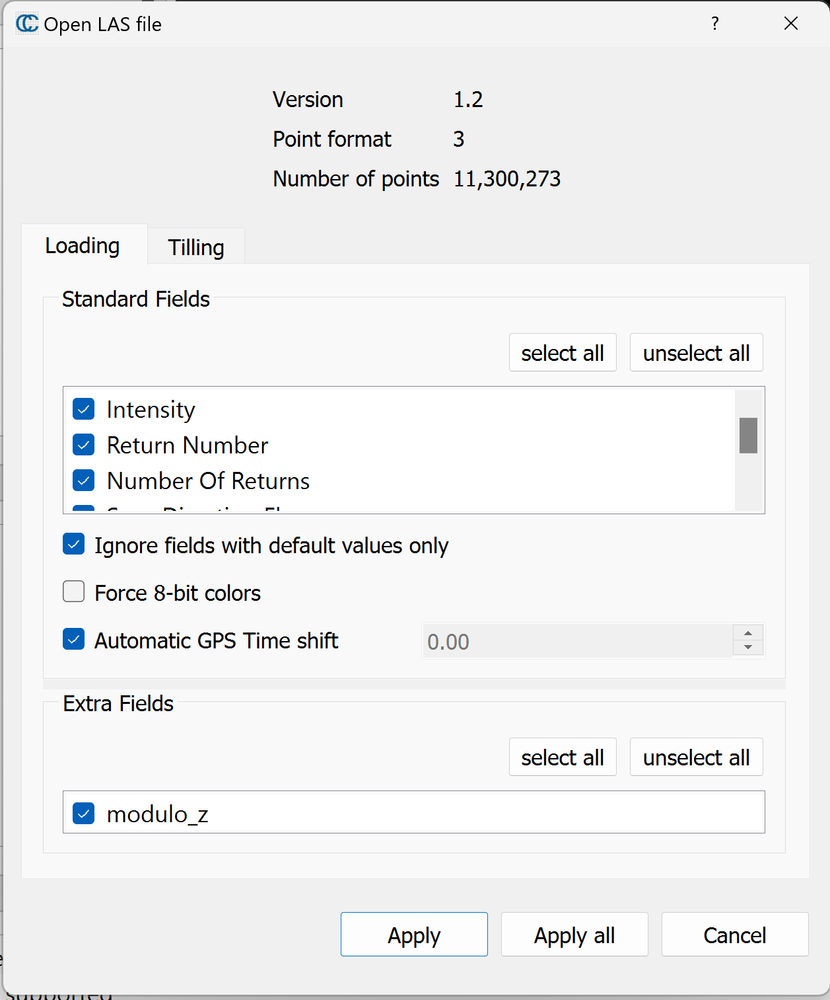 Open LAS file
?
Version 1.2
Point format 3
Number of points 11,300,273
Loading Tilling
Standard Fields
select all unselect all
Intensity
Return Number
Number Of Returns
Ignore fields with default values only
Force 8-bit colors
Automatic GPS Time shift 0.00
Extra Fields
select all unselect all
modulo_z
Apply Apply all Cancel
supported